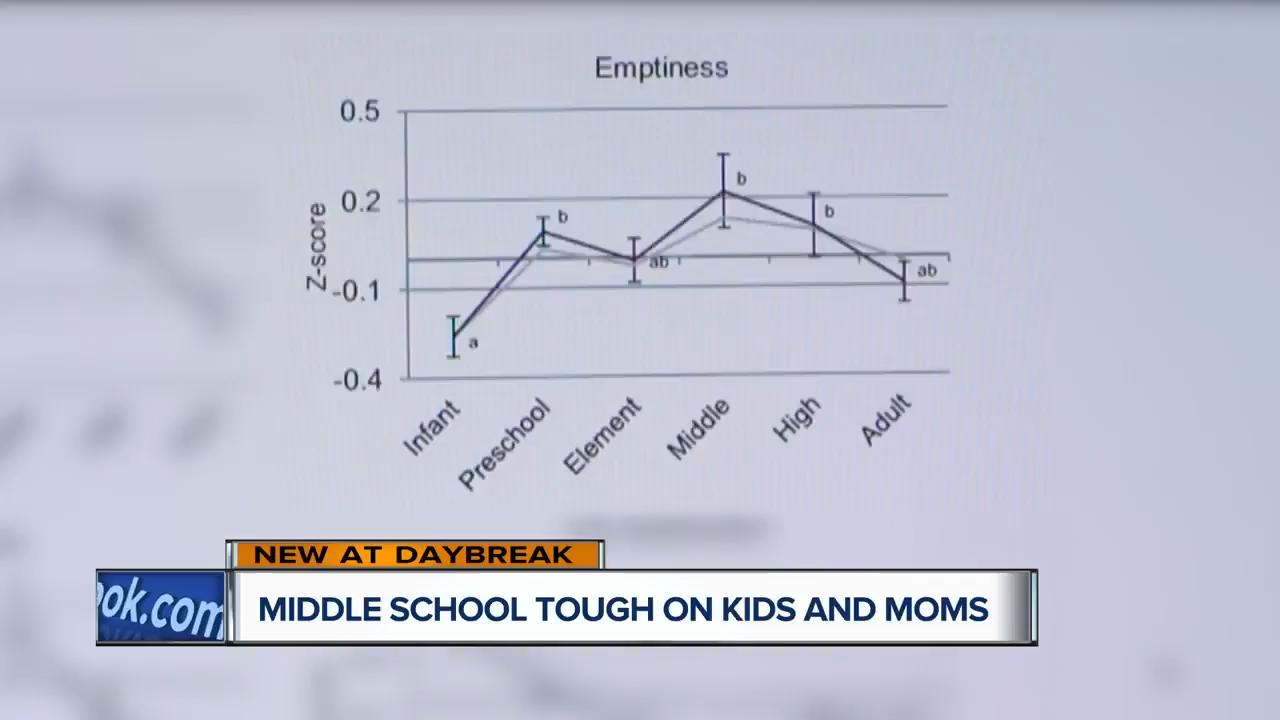 Emptiness
0.5
0.2
-0.1
-0.4
Z-score
b
b
b
ab
ab
a
Infant
Preschool
Element
Middle
High
Adult
NEW AT DAYBREAK
ook.com
MIDDLE SCHOOL TOUGH ON KIDS AND MOMS